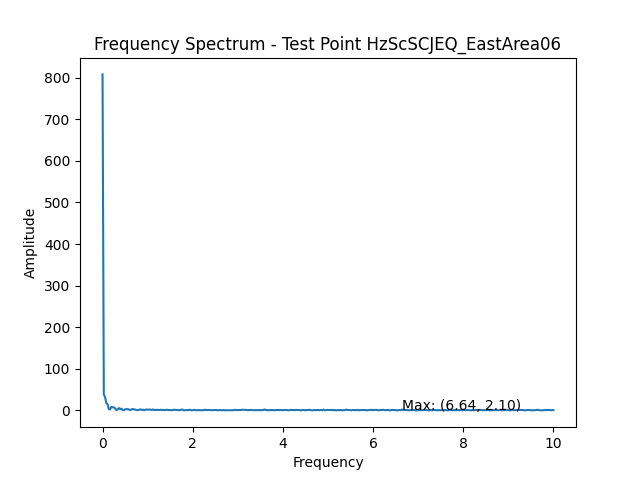 Frequency Spectrum - Test Point HzScSCJEQ_EastArea06
800
700
600
500
400
300
200
100
0
Amplitude
Max: (6.64, 2.10)
0 2 4 6 8 10
Frequency